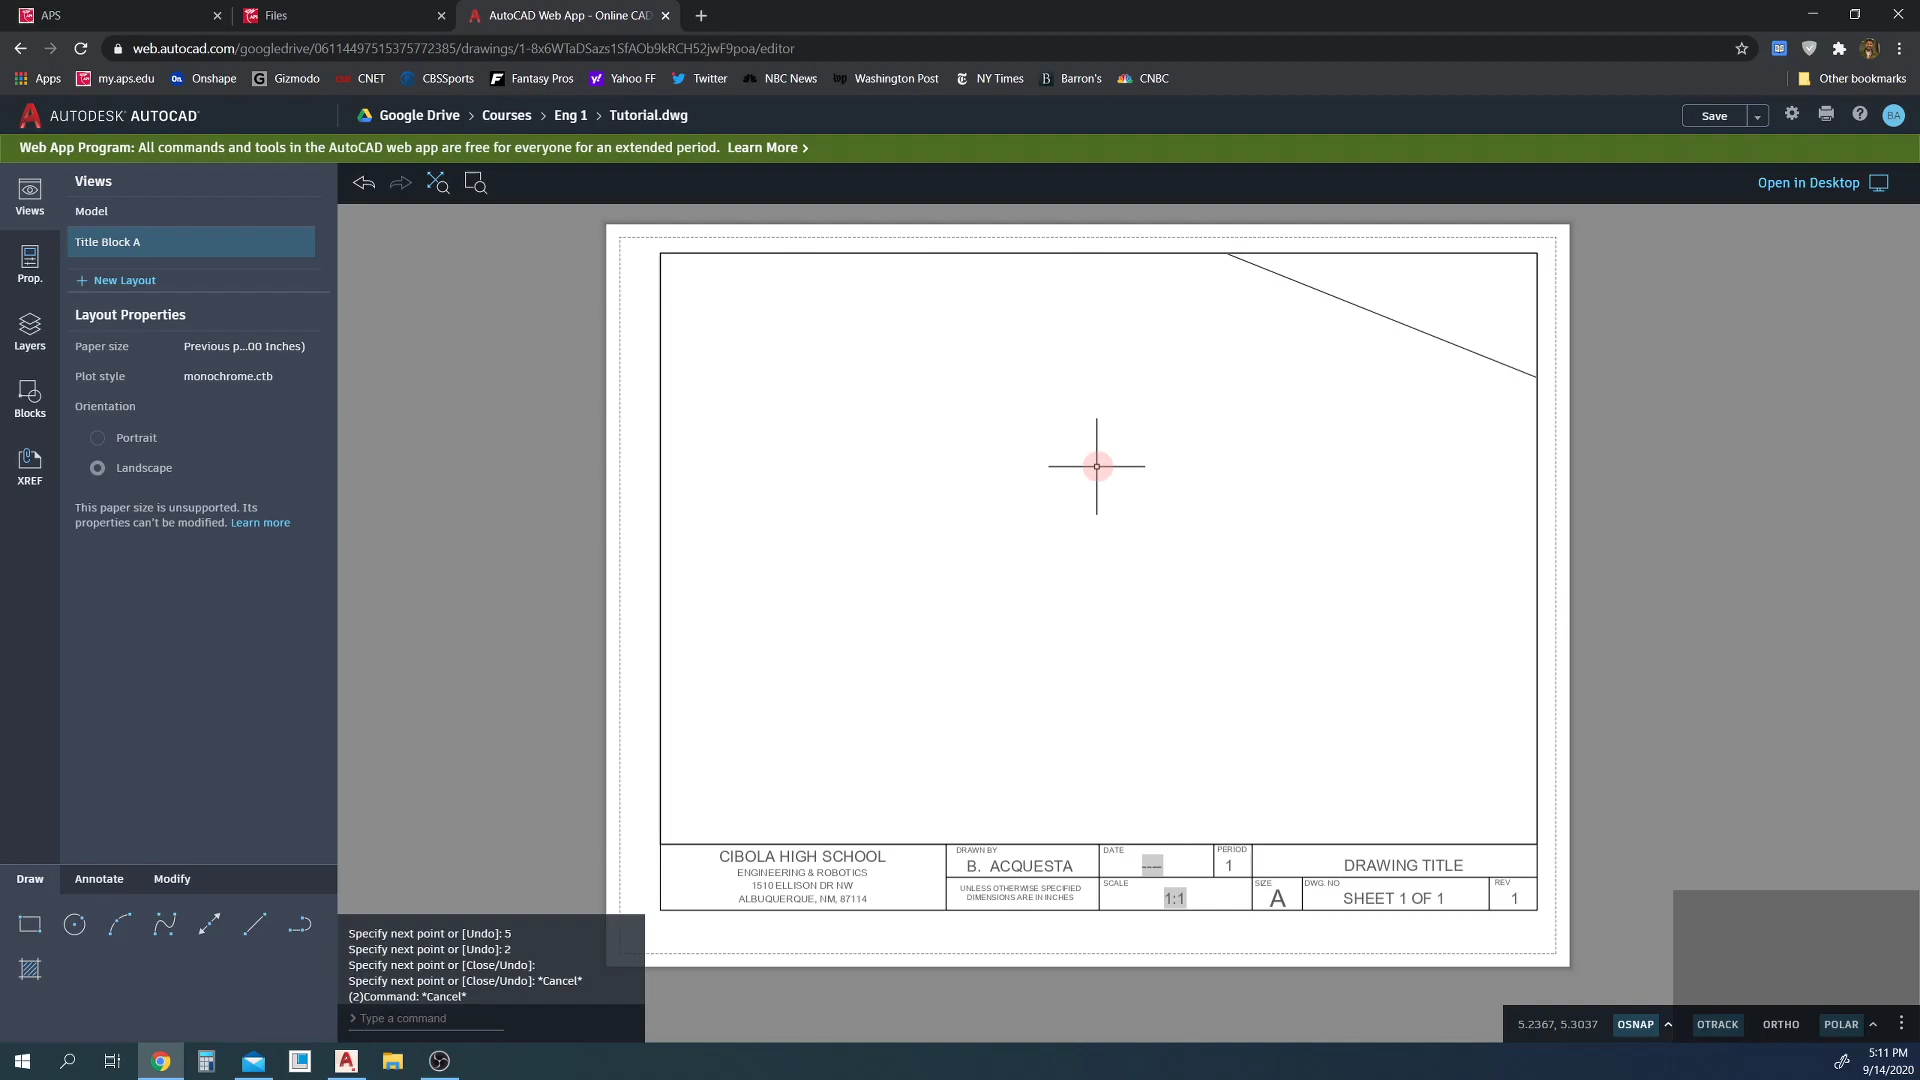 APS
Files
AutoCAD Web App - Online CAD
web.autocad.com/googledrive/06114497515375772385/drawings/1-8x6WTaDSazs1SfAOb9kRCH52jwF9poa/editor
Apps
my.aps.edu
Onshape
Gizmodo
CNET
CBSSports
Fantasy Pros
Yahoo FF
Twitter
NBC News
Washington Post
NY Times
Barron's
CNBC
Other bookmarks
AUTODESK® AUTOCAD®
Google Drive > Courses > Eng 1 > Tutorial.dwg
Save
BA
Web App Program: All commands and tools in the AutoCAD web app are free for everyone for an extended period. Learn More >
Views
Prop.
Layers
Blocks
XREF
Views
Model
Title Block A
+ New Layout
Layout Properties
Paper size Previous p...00 Inches)
Plot style monochrome.ctb
Orientation
Portrait
Landscape
This paper size is unsupported. Its
properties can't be modified. Learn more
Open in Desktop
CIBOLA HIGH SCHOOL
ENGINEERING & ROBOTICS
1510 ELLISON DR NW
ALBUQUERQUE, NM, 87114
DRAWN BY
B. ACQUESTA
UNLESS OTHERWISE SPECIFIED
DIMENSIONS ARE IN INCHES
DATE
----
SCALE
1:1
PERIOD
1
DRAWING TITLE
SIZE
A
DWG. NO
SHEET 1 OF 1
REV
1
Draw
Annotate
Modify
Specify next point or [Undo]: 5
Specify next point or [Undo]: 2
Specify next point or [Close/Undo]:
Specify next point or [Close/Undo]: *Cancel*
(2)Command: *Cancel*
> Type a command
5.2367, 5.3037
OSNAP
OTRACK
ORTHO
POLAR
5:11 PM
9/14/2020